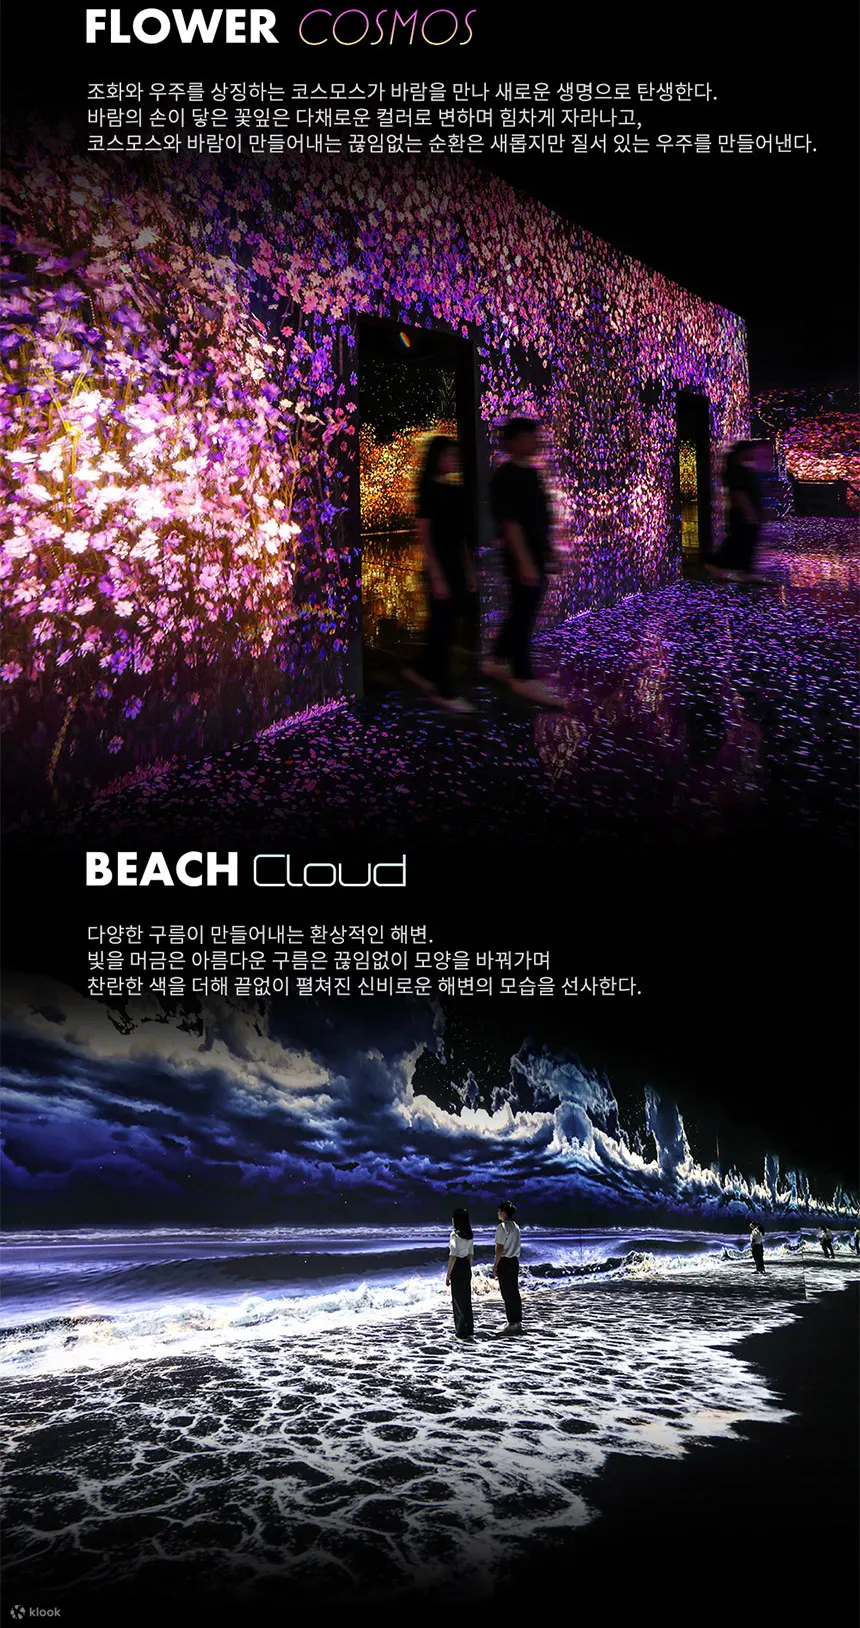 FLOWER COSMOS
조화와 우주를 상징하는 코스모스가 바람을 만나 새로운 생명으로 탄생한다.
바람의 손이 닿은 꽃잎은 다채로운 컬러로 변하며 힘차게 자라나고,
코스모스와 바람이 만들어내는 끊임없는 순환은 새롭지만 질서 있는 우주를 만들어낸다.
BEACH Cloud
다양한 구름이 만들어내는 환상적인 해변.
빛을 머금은 아름다운 구름은 끊임없이 모양을 바꿔가며
찬란한 색을 더해 끝없이 펼쳐진 신비로운 해변의 모습을 선사한다.
klook